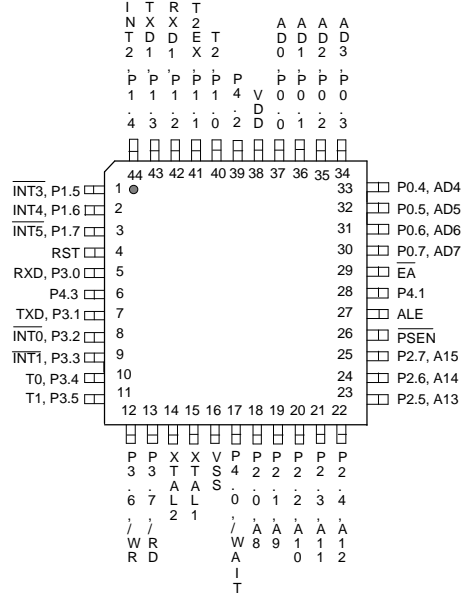 INT2,P1.4
TXD1,P1.3
RXD1,P1.2
T2EX,P1.1
T2,P1.0
P4.2
VDD
AD0,P0.0
AD1,P0.1
AD2,P0.2
AD3,P0.3
44 43 42 41 40 39 38 37 36 35 34
INT3, P1.5 1
INT4, P1.6 2
INT5, P1.7 3
RST 4
RXD, P3.0 5
P4.3 6
TXD, P3.1 7
INT0, P3.2 8
INT1, P3.3 9
T0, P3.4 10
T1, P3.5 11
33 P0.4, AD4
32 P0.5, AD5
31 P0.6, AD6
30 P0.7, AD7
29 EA
28 P4.1
27 ALE
26 PSEN
25 P2.7, A15
24 P2.6, A14
23 P2.5, A13
12 13 14 15 16 17 18 19 20 21 22
P3.6,/WR
P3.7,/RD
XTAL2
XTAL1
VSS
P4.0,/WAIT
P2.0,A8
P2.1,A9
P2.2,A10
P2.3,A11
P2.4,A12